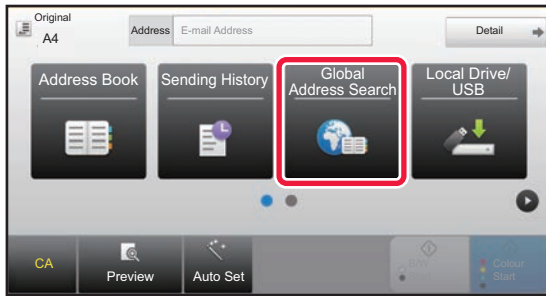 Original
A4
Address
E-mail Address
Detail
Address Book
Sending History
Global
Address Search
Local Drive/
USB
CA
Preview
Auto Set
B/W
Start
Colour
Start